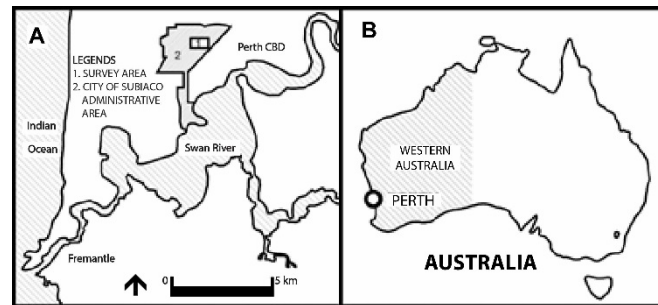 A
LEGENDS
1. SURVEY AREA
2. CITY OF SUBIACO
ADMINISTRATIVE
AREA
1
2
Perth CBD
Indian
Ocean
Swan River
Fremantle
0
5 km
B
WESTERN
AUSTRALIA
PERTH
AUSTRALIA